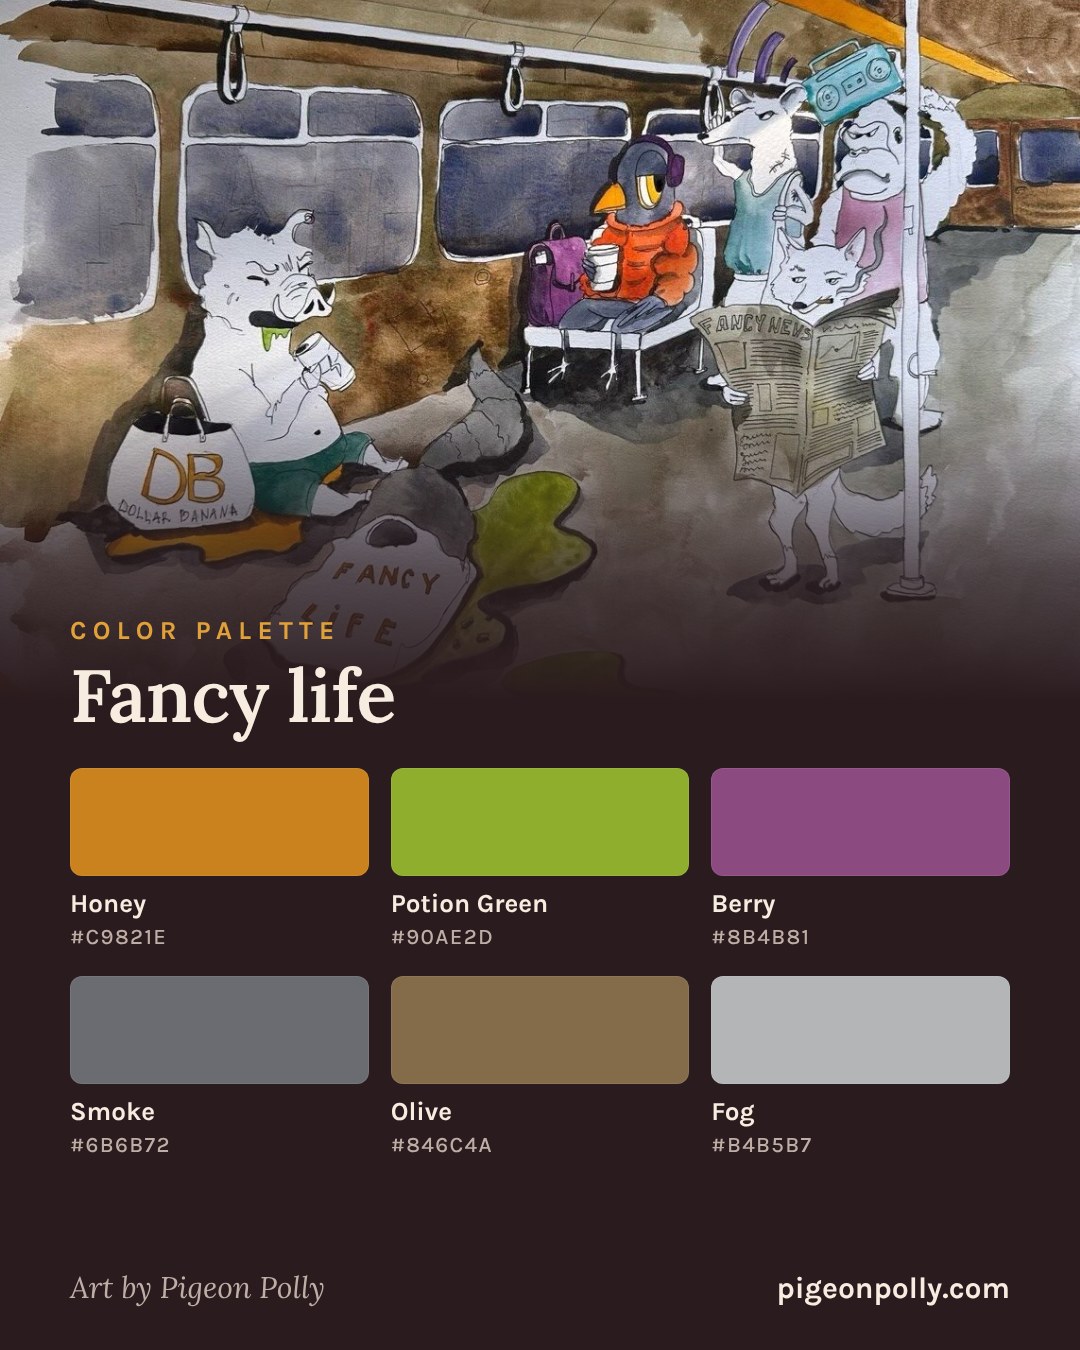 FANCY NEWS
DB
DOLLAR BANANA
FANCY
LiFE
COLOR PALETTE
Fancy life
Honey
#C9821E
Potion Green
#90AE2D
Berry
#8B4B81
Smoke
#6B6B72
Olive
#846C4A
Fog
#B4B5B7
Art by Pigeon Polly
pigeonpolly.com